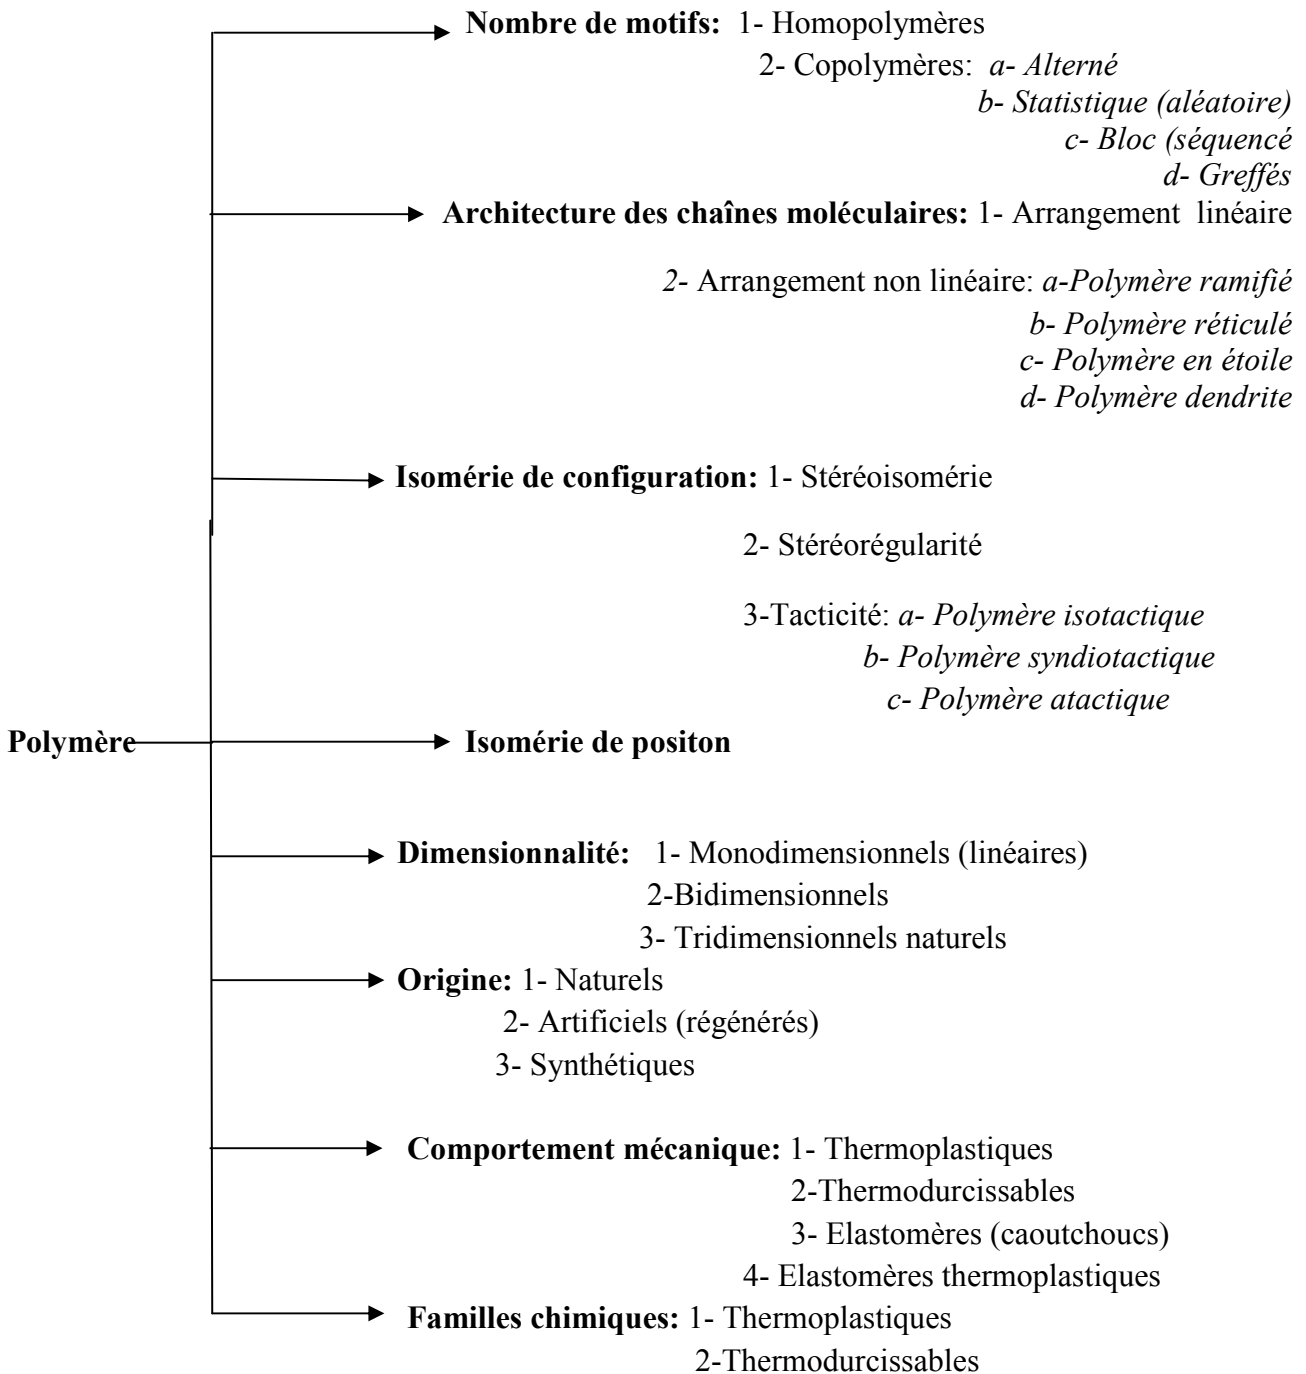 Nombre de motifs: 1- Homopolymères
2- Copolymères: a- Alterné
b- Statistique (aléatoire)
c- Bloc (séquencé
d- Greffés
Architecture des chaînes moléculaires: 1- Arrangement linéaire
2- Arrangement non linéaire: a-Polymère ramifié
b- Polymère réticulé
c- Polymère en étoile
d- Polymère dendrite
Isomérie de configuration: 1- Stéréoisomérie
2- Stéréorégularité
3-Tacticité: a- Polymère isotactique
b- Polymère syndiotactique
c- Polymère atactique
Polymère Isomérie de positon
Dimensionnalité: 1- Monodimensionnels (linéaires)
2-Bidimensionnels
3- Tridimensionnels naturels
Origine: 1- Naturels
2- Artificiels (régénérés)
3- Synthétiques
Comportement mécanique: 1- Thermoplastiques
2-Thermodurcissables
3- Elastomères (caoutchoucs)
4- Elastomères thermoplastiques
Familles chimiques: 1- Thermoplastiques
2-Thermodurcissables